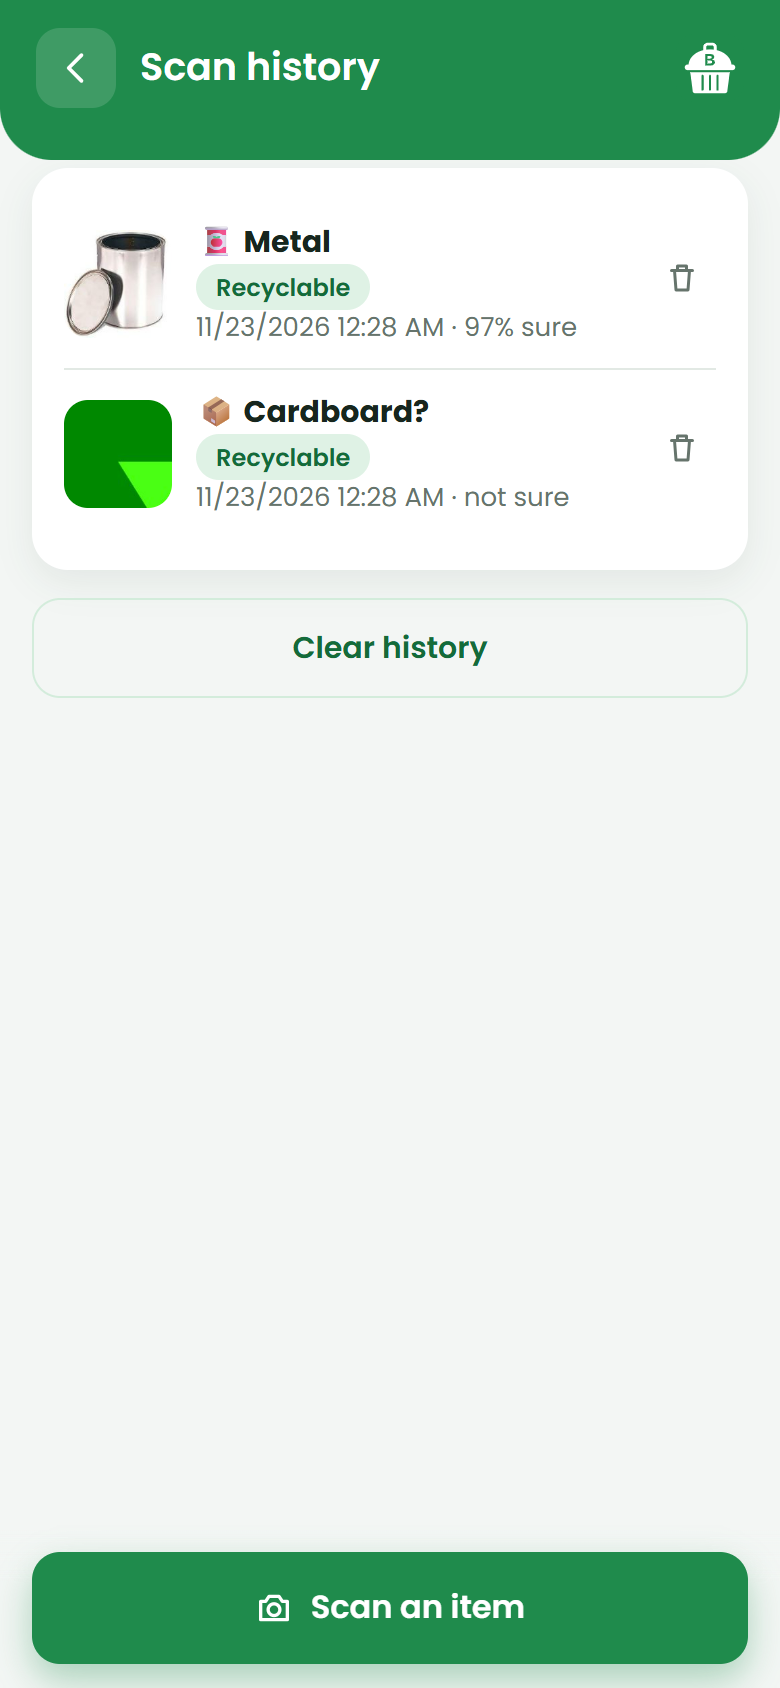 Scan history
B
Metal
Recyclable
11/23/2026 12:28 AM · 97% sure
Cardboard?
Recyclable
11/23/2026 12:28 AM · not sure
Clear history
Scan an item